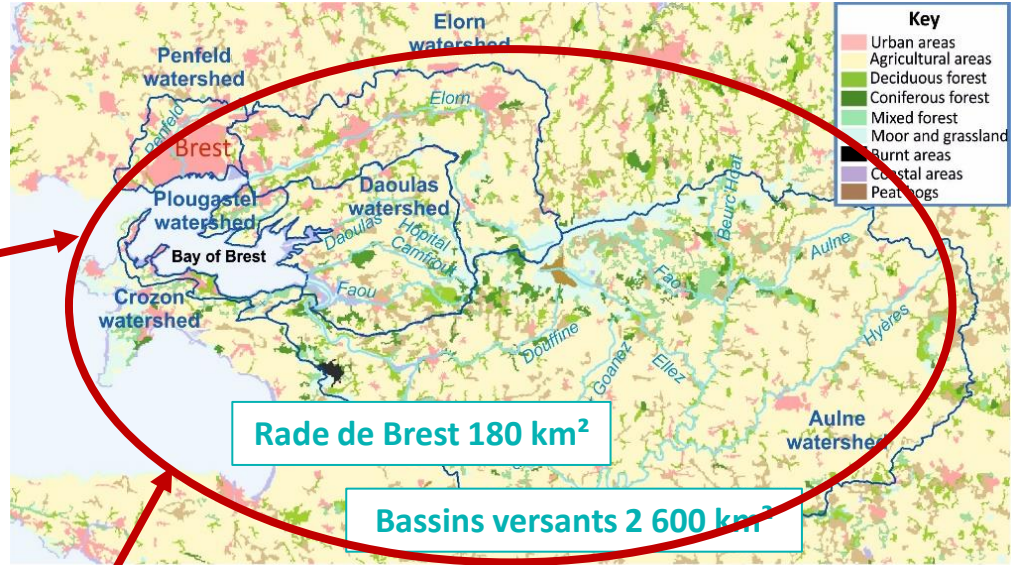 Key
Urban areas
Agricultural areas
Deciduous forest
Coniferous forest
Mixed forest
Moor and grassland
Burnt areas
Coastal areas
Peat bogs
Elorn
watershed
Penfeld
watershed
Elorn
Penfeld
Brest
Plougastel
watershed
Daoulas
watershed
Bay of Brest
Daoulas
Hôpital
Camfrout
Faou
Crozon
watershed
Beurc'Hoat
Aulne
Fao
Hyeres
Douffine
Goanez
Ellez
Aulne
watershed
Rade de Brest 180 km²
Bassins versants 2 600 km²